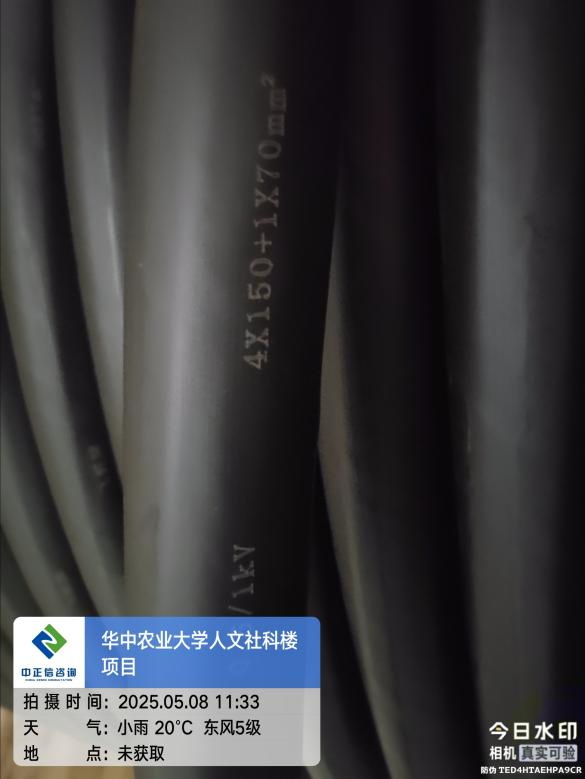 4X150+1X70mm²
0.6/1kV
中正信咨询
华中农业大学人文社科楼
项目
拍摄时间：2025.05.08 11:33
天气：小雨 20°C 东风5级
地点：未获取
今日水印
相机 真实可验
防伪 TED4HTAEHPA9CR